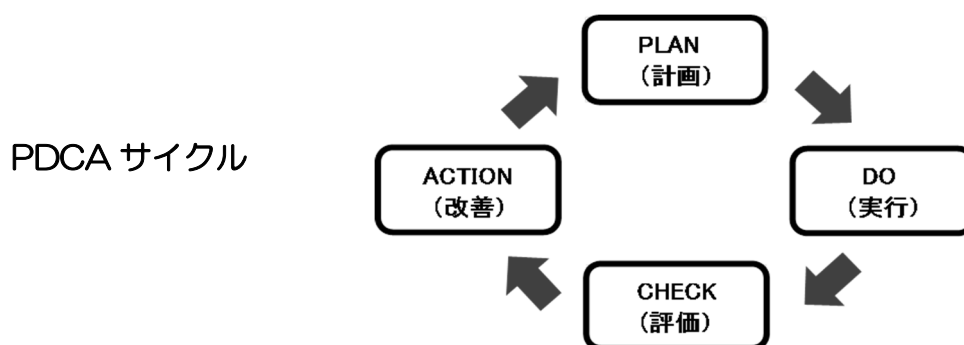 PDCA サイクル
PLAN
（計画）
ACTION
（改善）
DO
（実行）
CHECK
（評価）